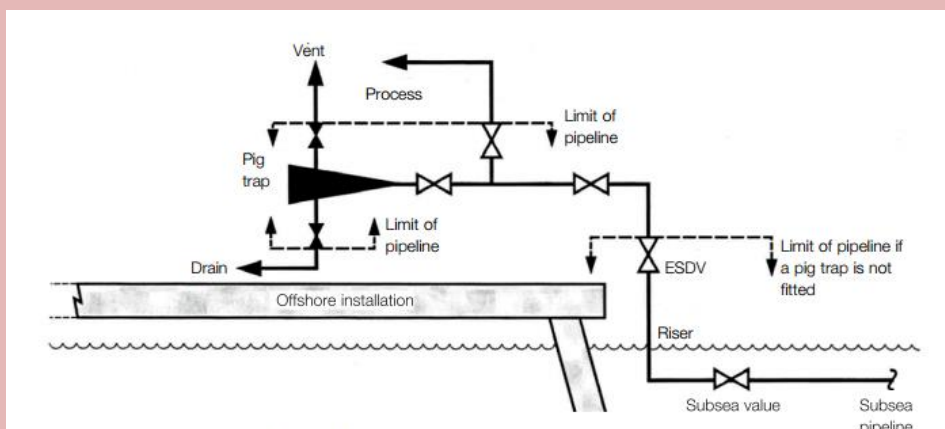 Vent
Process
Limit of
pipeline
Pig
trap
Limit of
pipeline
Drain
Limit of pipeline if
a pig trap is not
fitted
ESDV
Offshore installation
Riser
Subsea value
Subsea
pipeline